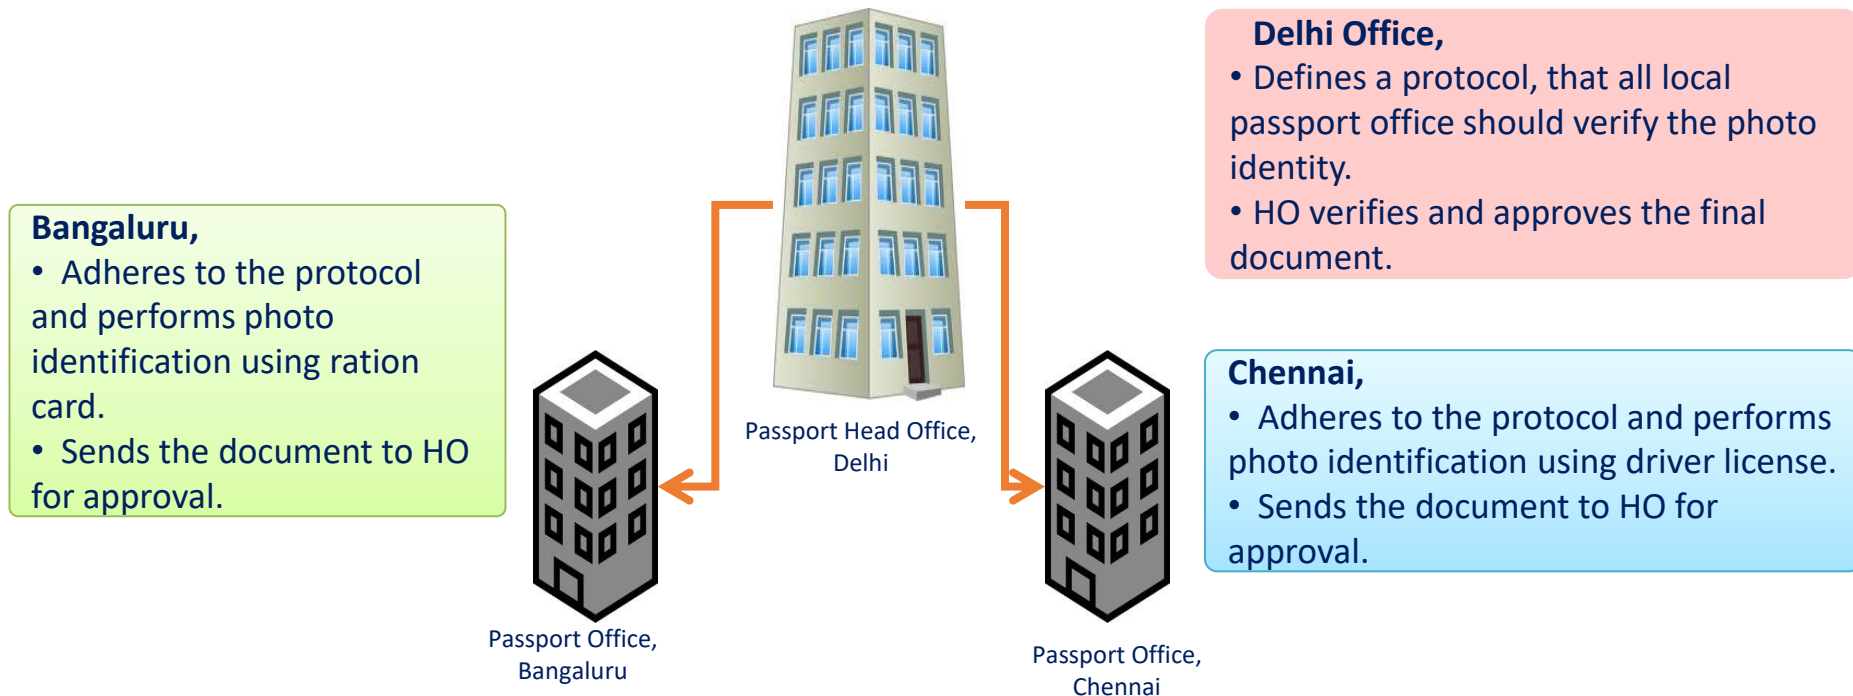 Delhi Office,
• Defines a protocol, that all local
passport office should verify the photo
identity.
• HO verifies and approves the final
document.
Bangaluru,
• Adheres to the protocol
and performs photo
identification using ration
card.
• Sends the document to HO
for approval.
Passport Head Office,
Delhi
Chennai,
• Adheres to the protocol and performs
photo identification using driver license.
• Sends the document to HO for
approval.
Passport Office,
Bangaluru
Passport Office,
Chennai